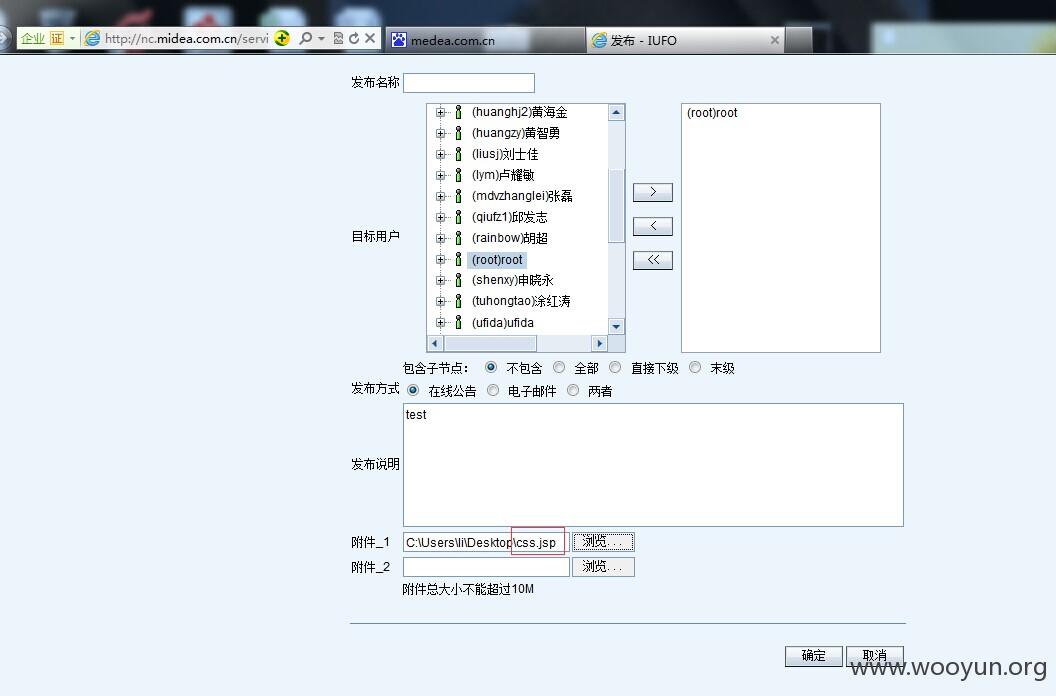 企业 证 http://nc.midea.com.cn/servi medea.com.cn 发布 - IUFO
发布名称
目标用户
(huanghj2)黄海金
(huangzy)黄智勇
(liusj)刘士佳
(lym)卢耀敏
(mdvzhanglei)张磊
(qiufz1)邱发志
(rainbow)胡超
(root)root
(shenxy)申晓永
(tuhongtao)涂红涛
(ufida)ufida
>
<
<<
(root)root
包含子节点： 不包含 全部 直接下级 末级
发布方式 在线公告 电子邮件 两者
发布说明
test
附件_1 C:\Users\li\Desktop\css.jsp 浏览...
附件_2 浏览...
附件总大小不能超过10M
确定 取消
www.wooyun.org